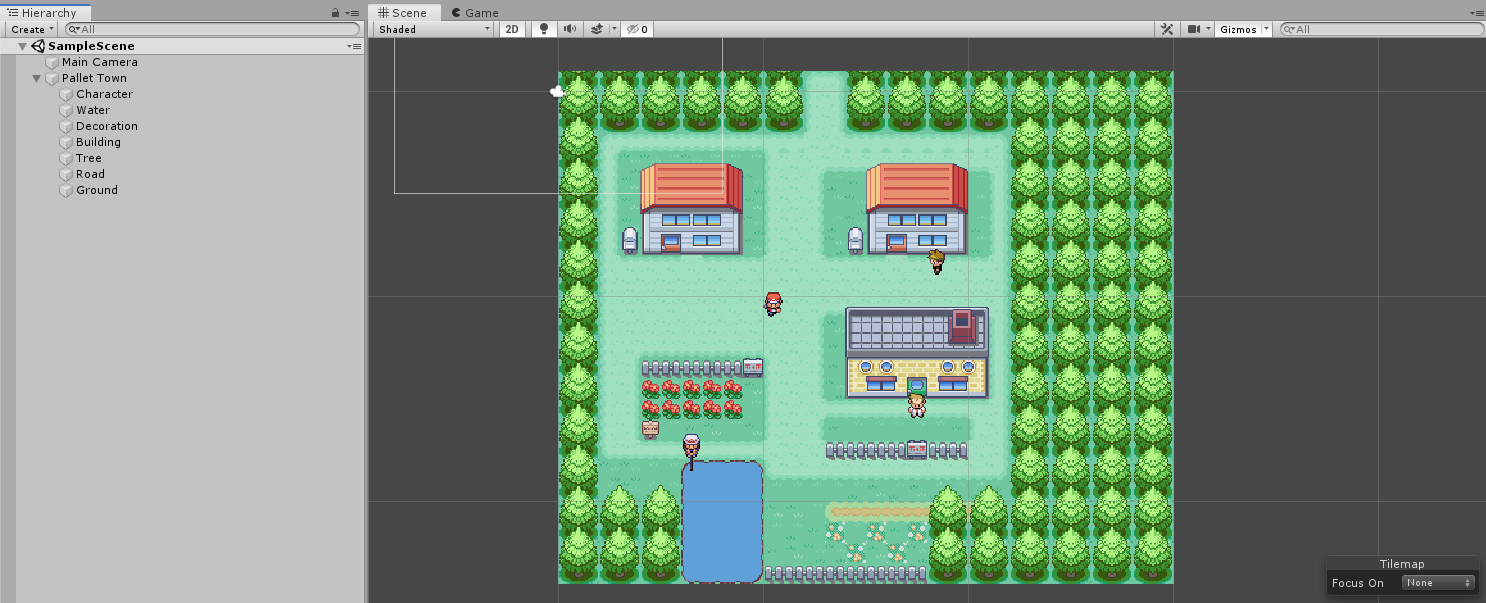 Hierarchy
Create
All
SampleScene
Main Camera
Pallet Town
Character
Water
Decoration
Building
Tree
Road
Ground
Scene
Game
Shaded
2D
0
Gizmos
All
Tilemap
Focus On
None